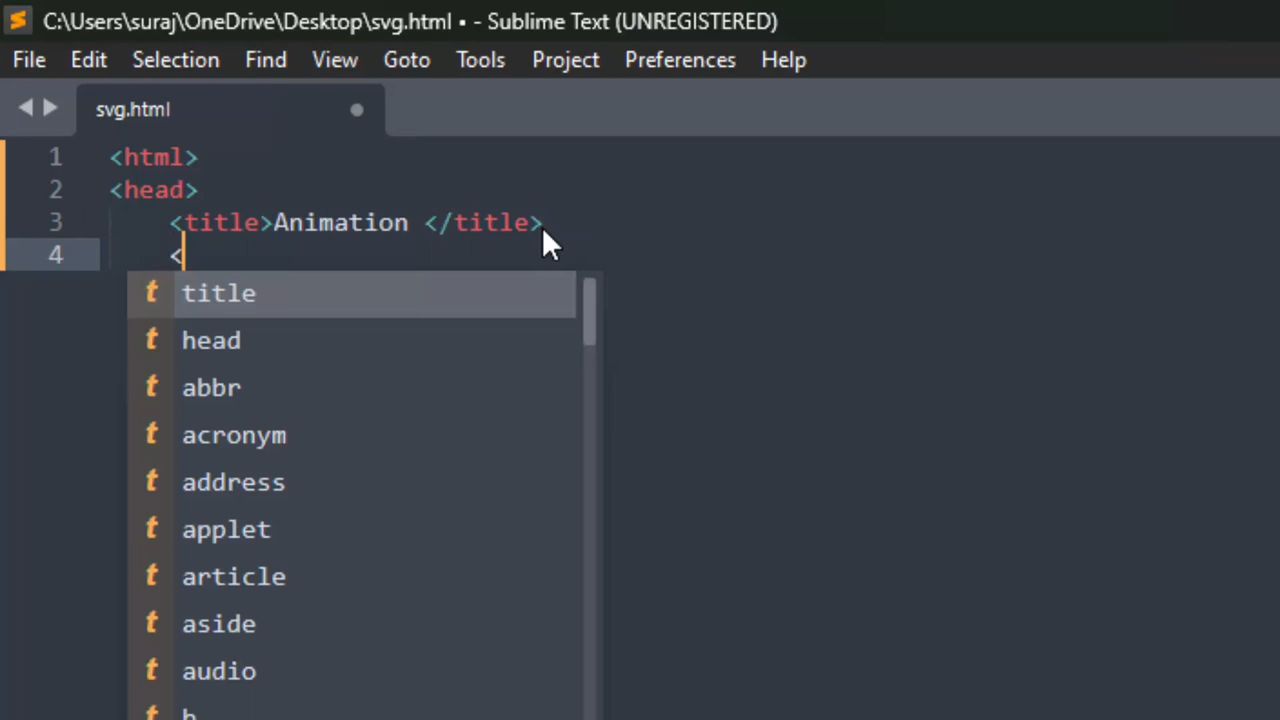 C:\Users\suraj\OneDrive\Desktop\svg.html • - Sublime Text (UNREGISTERED)
File Edit Selection Find View Goto Tools Project Preferences Help
svg.html
1 <html>
2 <head>
3 <title>Animation </title>
4 <
t title
t head
t abbr
t acronym
t address
t applet
t article
t aside
t audio
t b